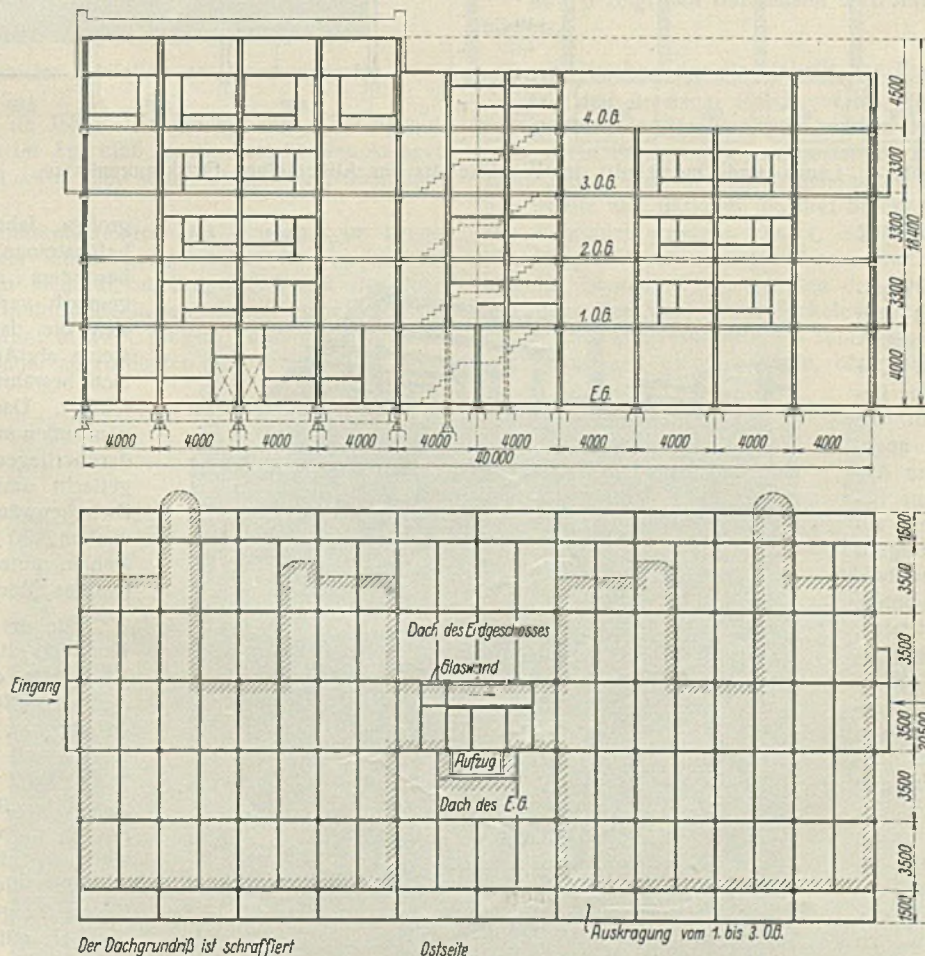 4500
4.O.G.
3300
3.O.G.
3300
18400
2.O.G.
3300
1.O.G.
4000
E.G.
4000 4000 4000 4000 4000 4000 4000 4000 4000 4000
40000
1500
3500
Dach des Erdgeschosses
3500
Glaswand
Eingang
3500
20500
Aufzug
3500
Dach des E.G.
3500
1500
Auskragung vom 1. bis 3. O.G.
Der Dachgrundriß ist schraffiert
Ostseite